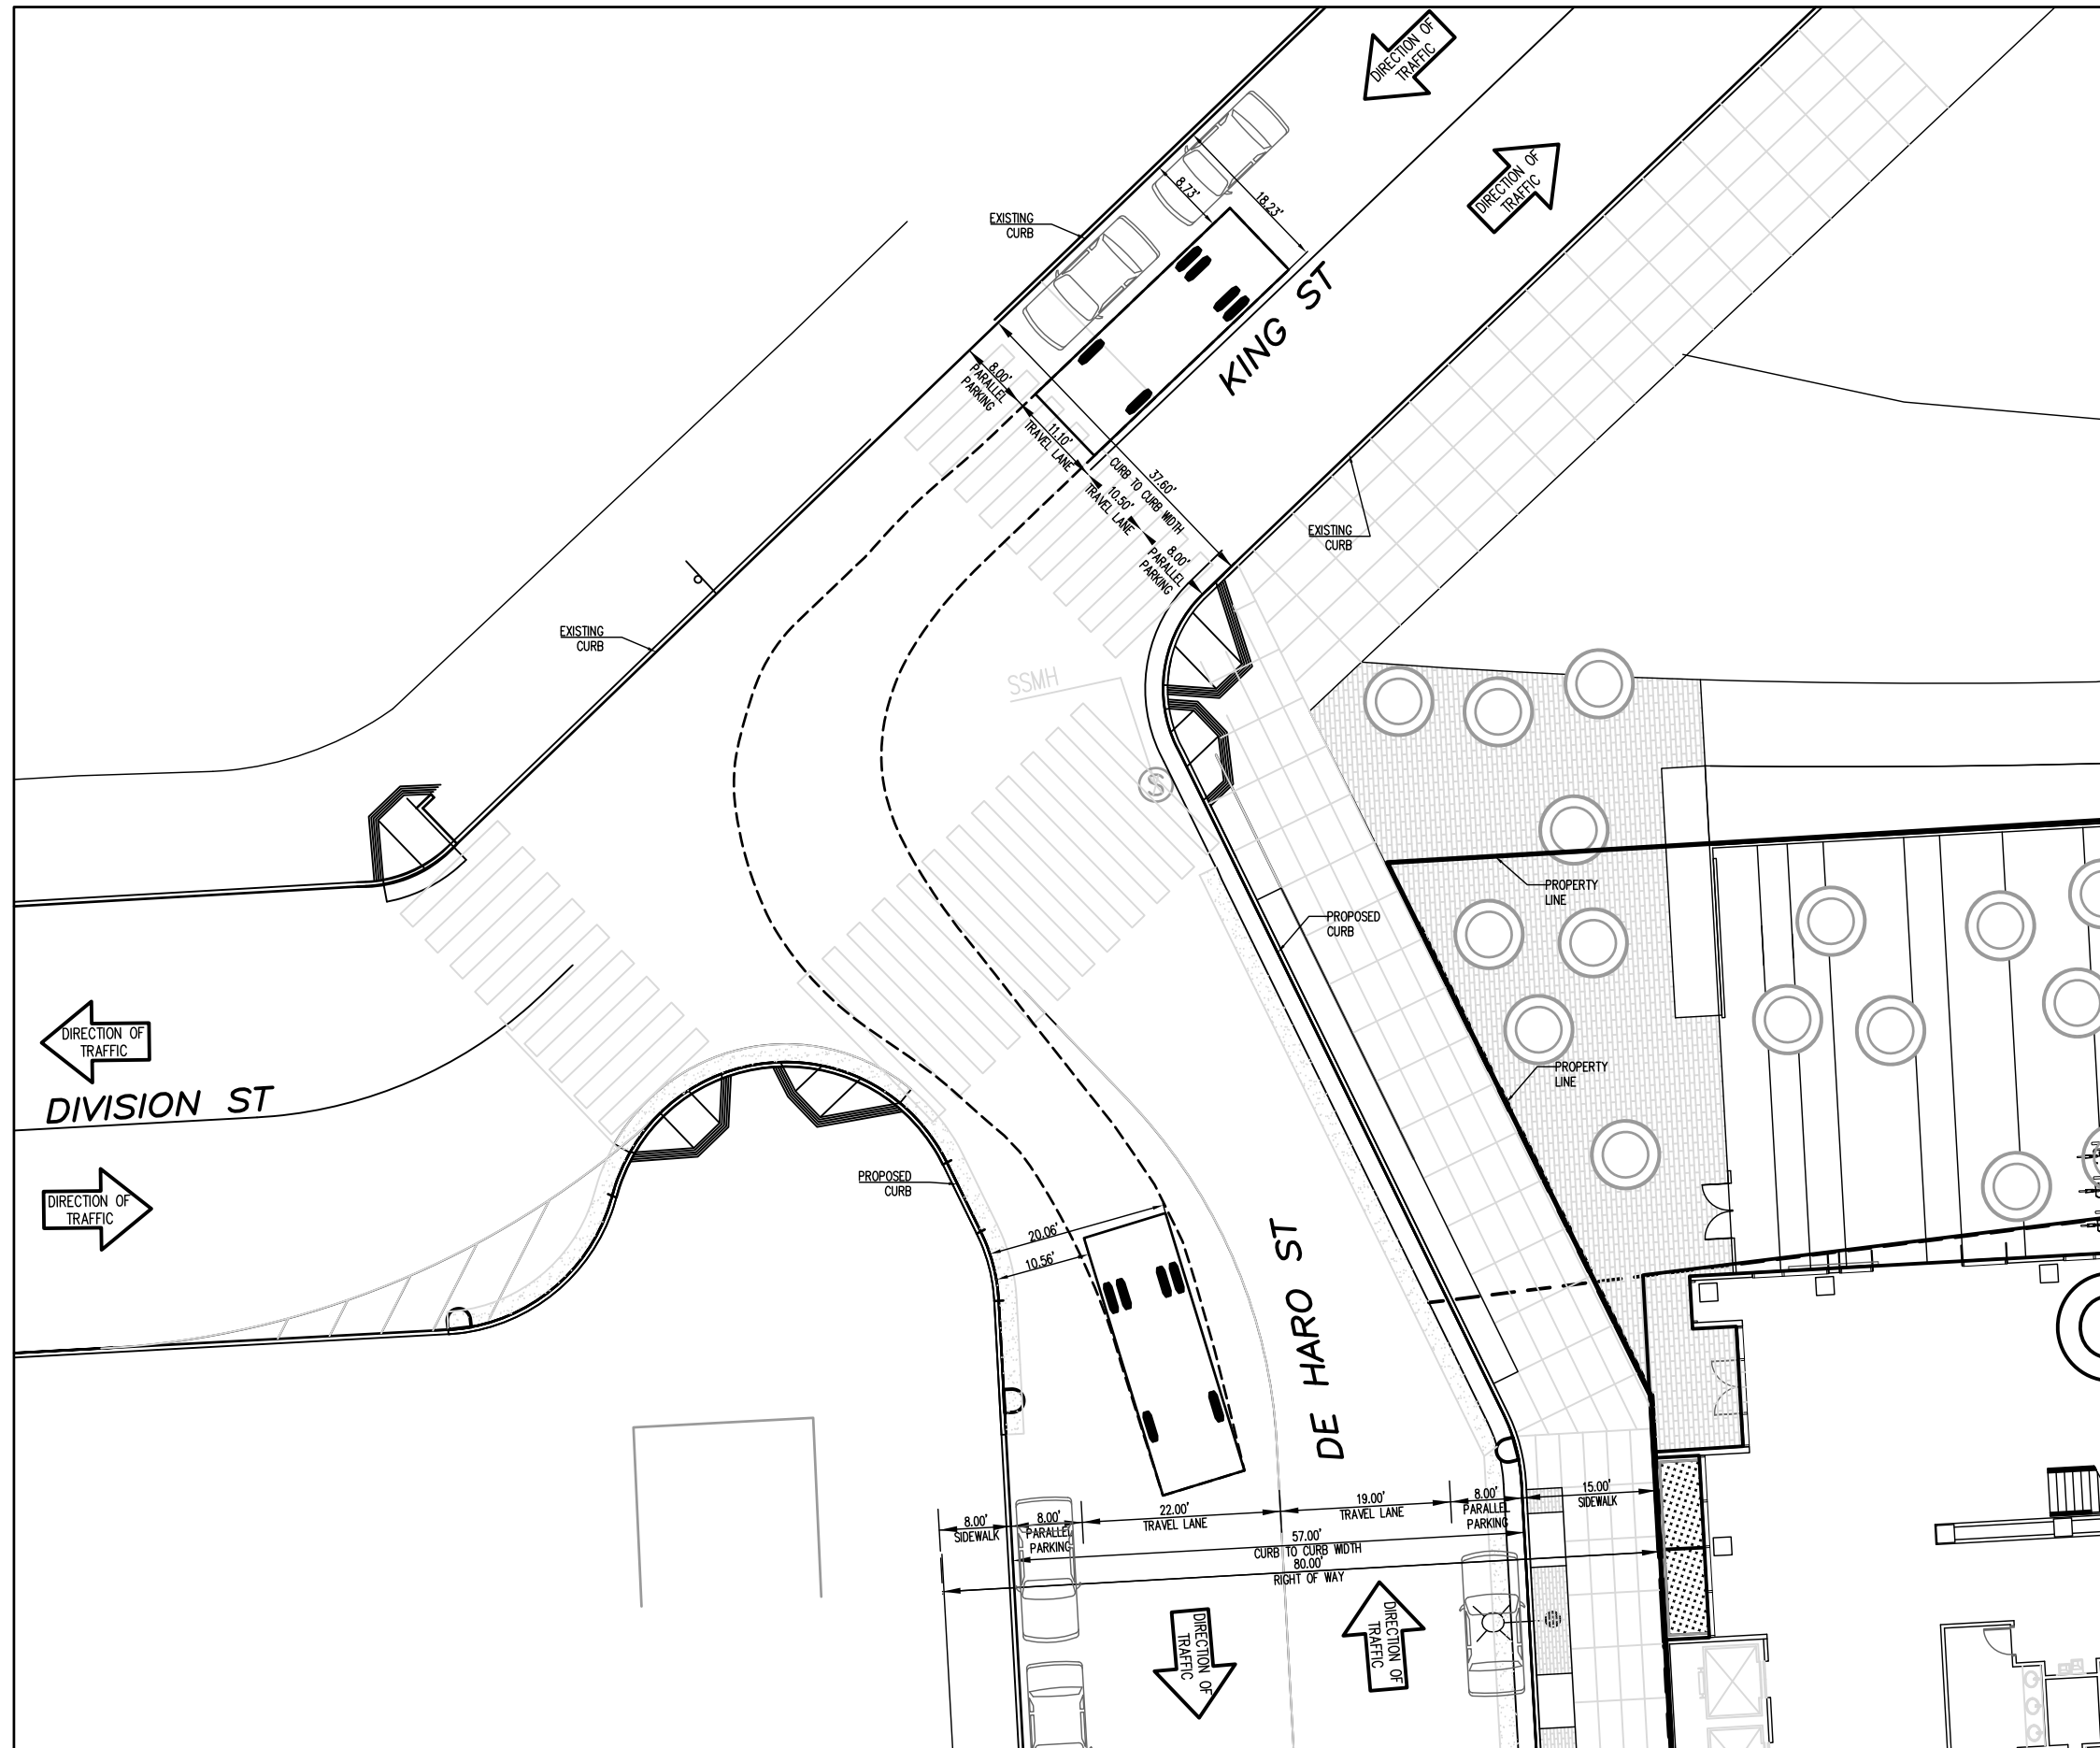 DIRECTION OF
TRAFFIC
DIRECTION OF
TRAFFIC
8.73'
18.23'
EXISTING
CURB
KING ST
8.00'
PARALLEL
PARKING
11.10'
TRAVEL LANE
37.60'
CURB TO CURB WIDTH
10.50'
TRAVEL LANE
8.00'
PARALLEL
PARKING
EXISTING
CURB
EXISTING
CURB
SSMH
S
PROPERTY
LINE
PROPOSED
CURB
DIRECTION OF
TRAFFIC
PROPERTY
LINE
DIVISION ST
DIRECTION OF
TRAFFIC
PROPOSED
CURB
20.06'
10.56'
DE HARO ST
8.00'
SIDEWALK
8.00'
PARALLEL
PARKING
22.00'
TRAVEL LANE
19.00'
TRAVEL LANE
8.00'
PARALLEL
PARKING
15.00'
SIDEWALK
57.00'
CURB TO CURB WIDTH
80.00'
RIGHT OF WAY
DIRECTION OF
TRAFFIC
DIRECTION OF
TRAFFIC